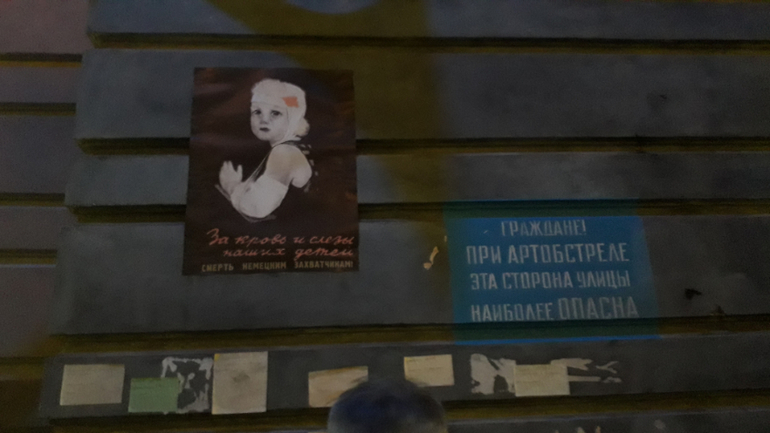 За кровь и слезы
наших детей
СМЕРТЬ НЕМЕЦКИМ ЗАХВАТЧИКАМ!
ГРАЖДАНЕ!
ПРИ АРТОБСТРЕЛЕ
ЭТА СТОРОНА УЛИЦЫ
НАИБОЛЕЕ ОПАСНА